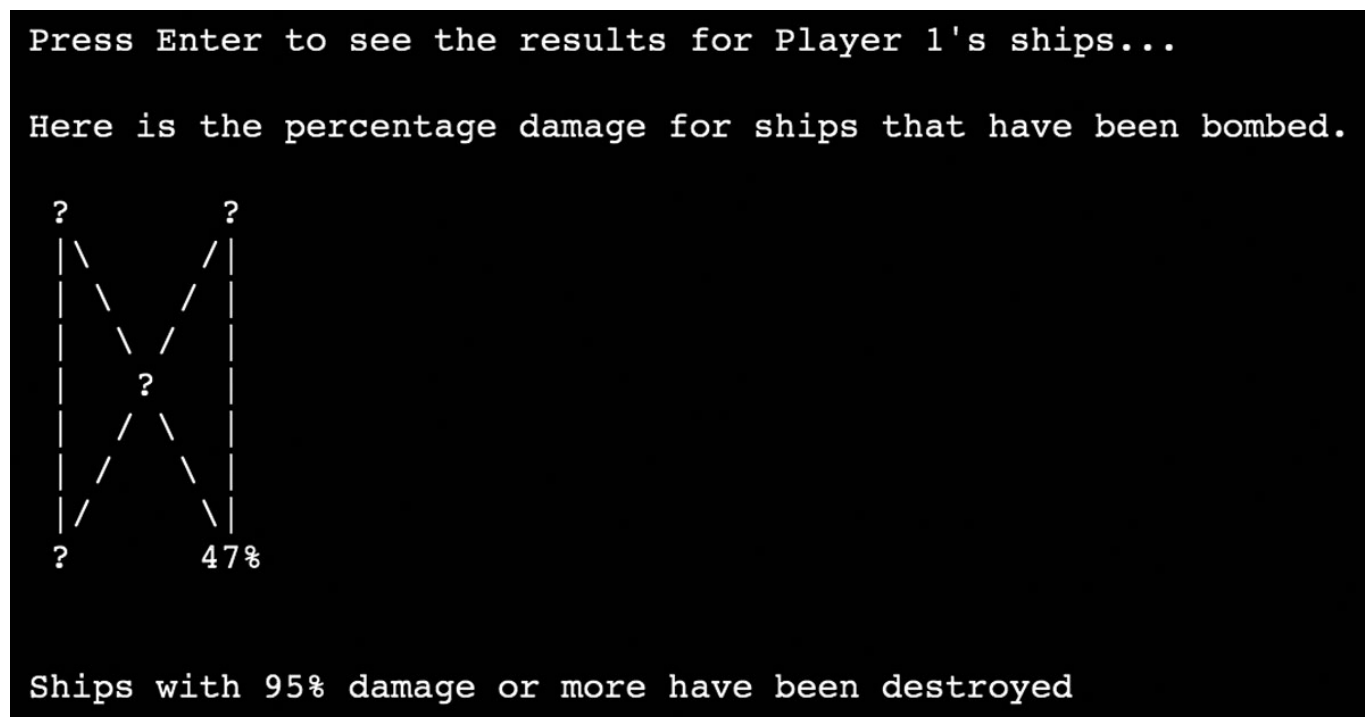 Press Enter to see the results for Player 1's ships...
Here is the percentage damage for ships that have been bombed.
? ?
|\ /|
| \ / |
| \ / |
| ? |
| / \ |
| / \ |
|/ \|
? 47%
Ships with 95% damage or more have been destroyed